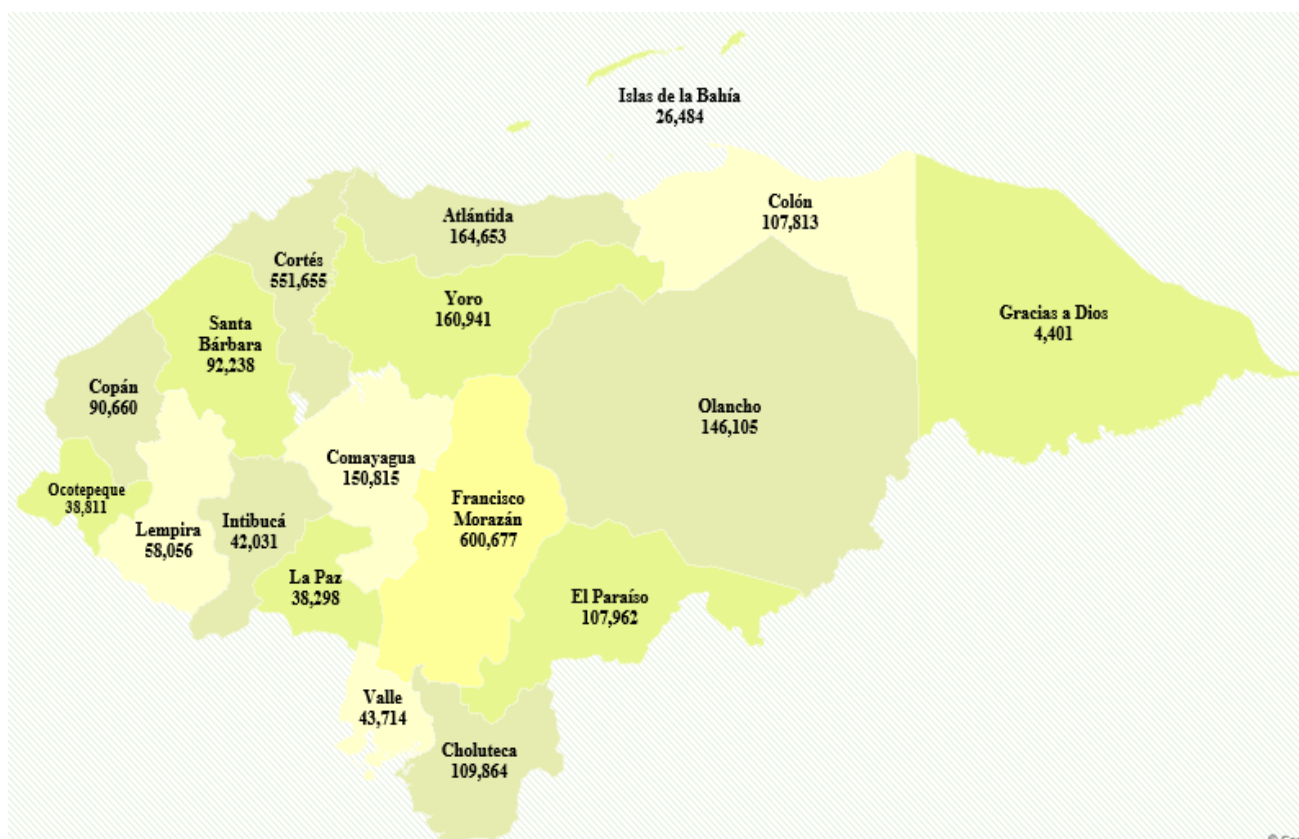 Islas de la Bahía
26,484
Colón
107,813
Atlántida
164,653
Cortés
551,655
Yoro
160,941
Gracias a Dios
4,401
Santa
Bárbara
92,238
Copán
90,660
Olancho
146,105
Comayagua
150,815
Ocotepeque
38,811
Francisco
Morazán
600,677
Lempira
58,056
Intibucá
42,031
La Paz
38,298
El Paraíso
107,962
Valle
43,714
Choluteca
109,864